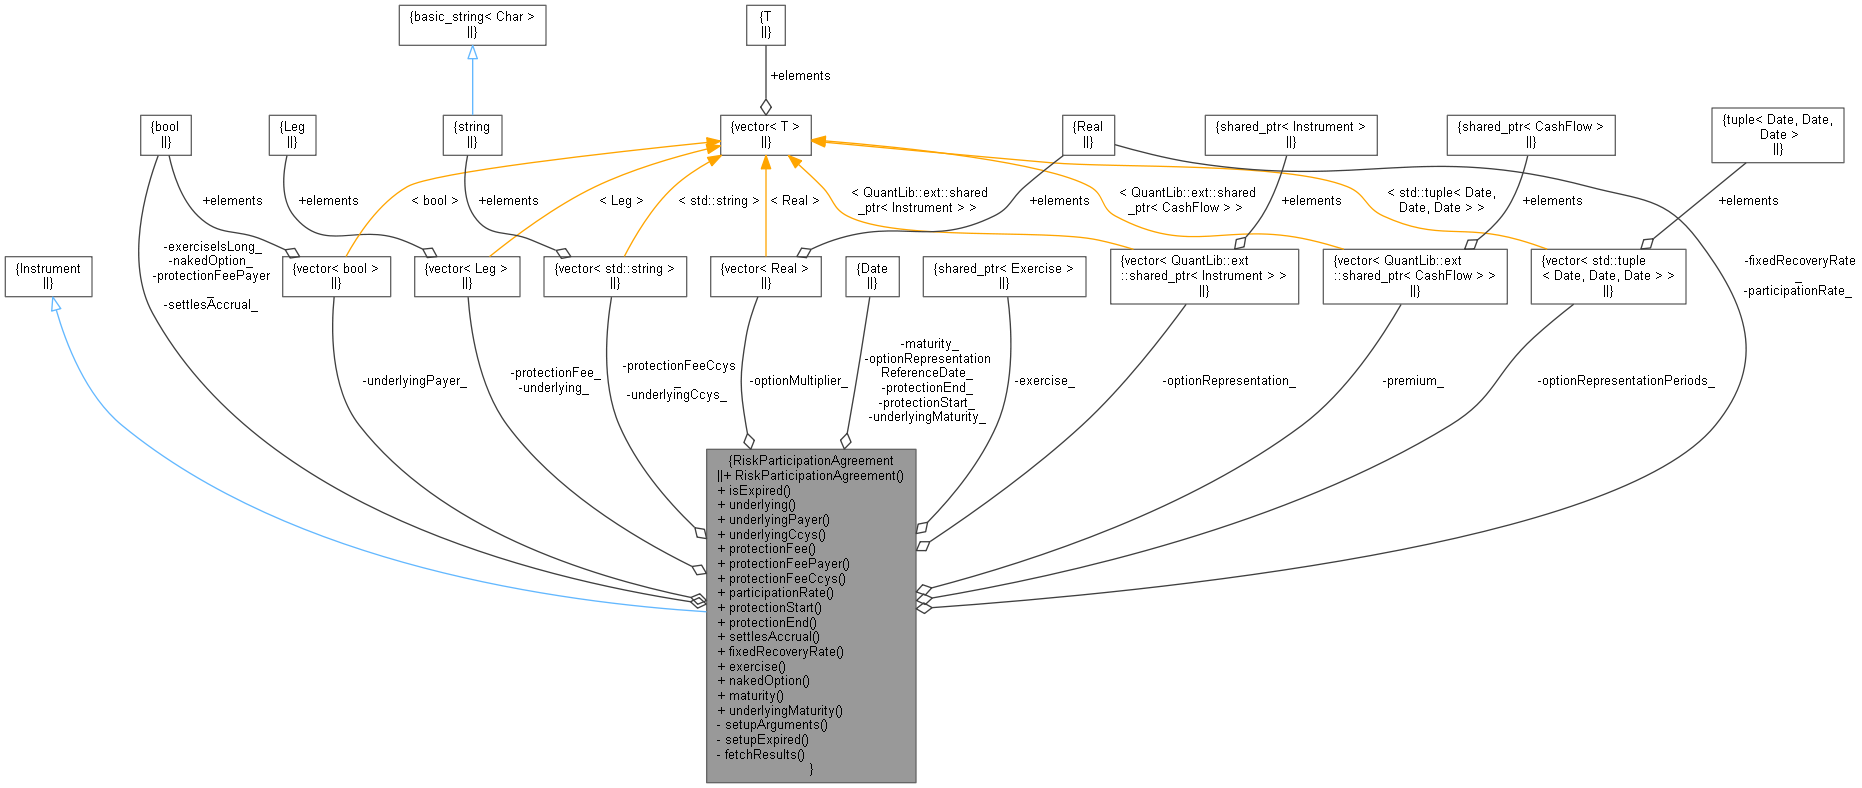 {basic_string< Char >
||}
{T
||}
+elements
{bool
||}
{Leg
||}
{string
||}
{vector< T >
||}
{Real
||}
{shared_ptr< Instrument >
||}
{shared_ptr< CashFlow >
||}
{tuple< Date, Date,
Date >
||}
+elements
+elements
+elements
+elements
+elements
+elements
+elements
< bool >
< Leg >
< std::string >
< Real >
< QuantLib::ext::shared
_ptr< Instrument > >
< QuantLib::ext::shared
_ptr< CashFlow > >
< std::tuple< Date,
Date, Date > >
-exerciseIsLong_
-nakedOption_
-protectionFeePayer
_
-settlesAccrual_
-fixedRecoveryRate
_
-participationRate_
{Instrument
||}
{vector< bool >
||}
{vector< Leg >
||}
{vector< std::string >
||}
{vector< Real >
||}
{Date
||}
{shared_ptr< Exercise >
||}
{vector< QuantLib::ext
::shared_ptr< Instrument > >
||}
{vector< QuantLib::ext
::shared_ptr< CashFlow > >
||}
{vector< std::tuple
< Date, Date, Date > >
||}
-underlyingPayer_
-protectionFee_
-underlying_
-protectionFeeCcys
_
-underlyingCcys_
-optionMultiplier_
-maturity_
-optionRepresentation
ReferenceDate_
-protectionEnd_
-protectionStart_
-underlyingMaturity_
-exercise_
-optionRepresentation_
-premium_
-optionRepresentationPeriods_
{RiskParticipationAgreement
||+ RiskParticipationAgreement()
+ isExpired()
+ underlying()
+ underlyingPayer()
+ underlyingCcys()
+ protectionFee()
+ protectionFeePayer()
+ protectionFeeCcys()
+ participationRate()
+ protectionStart()
+ protectionEnd()
+ settlesAccrual()
+ fixedRecoveryRate()
+ exercise()
+ nakedOption()
+ maturity()
+ underlyingMaturity()
- setupArguments()
- setupExpired()
- fetchResults()
}